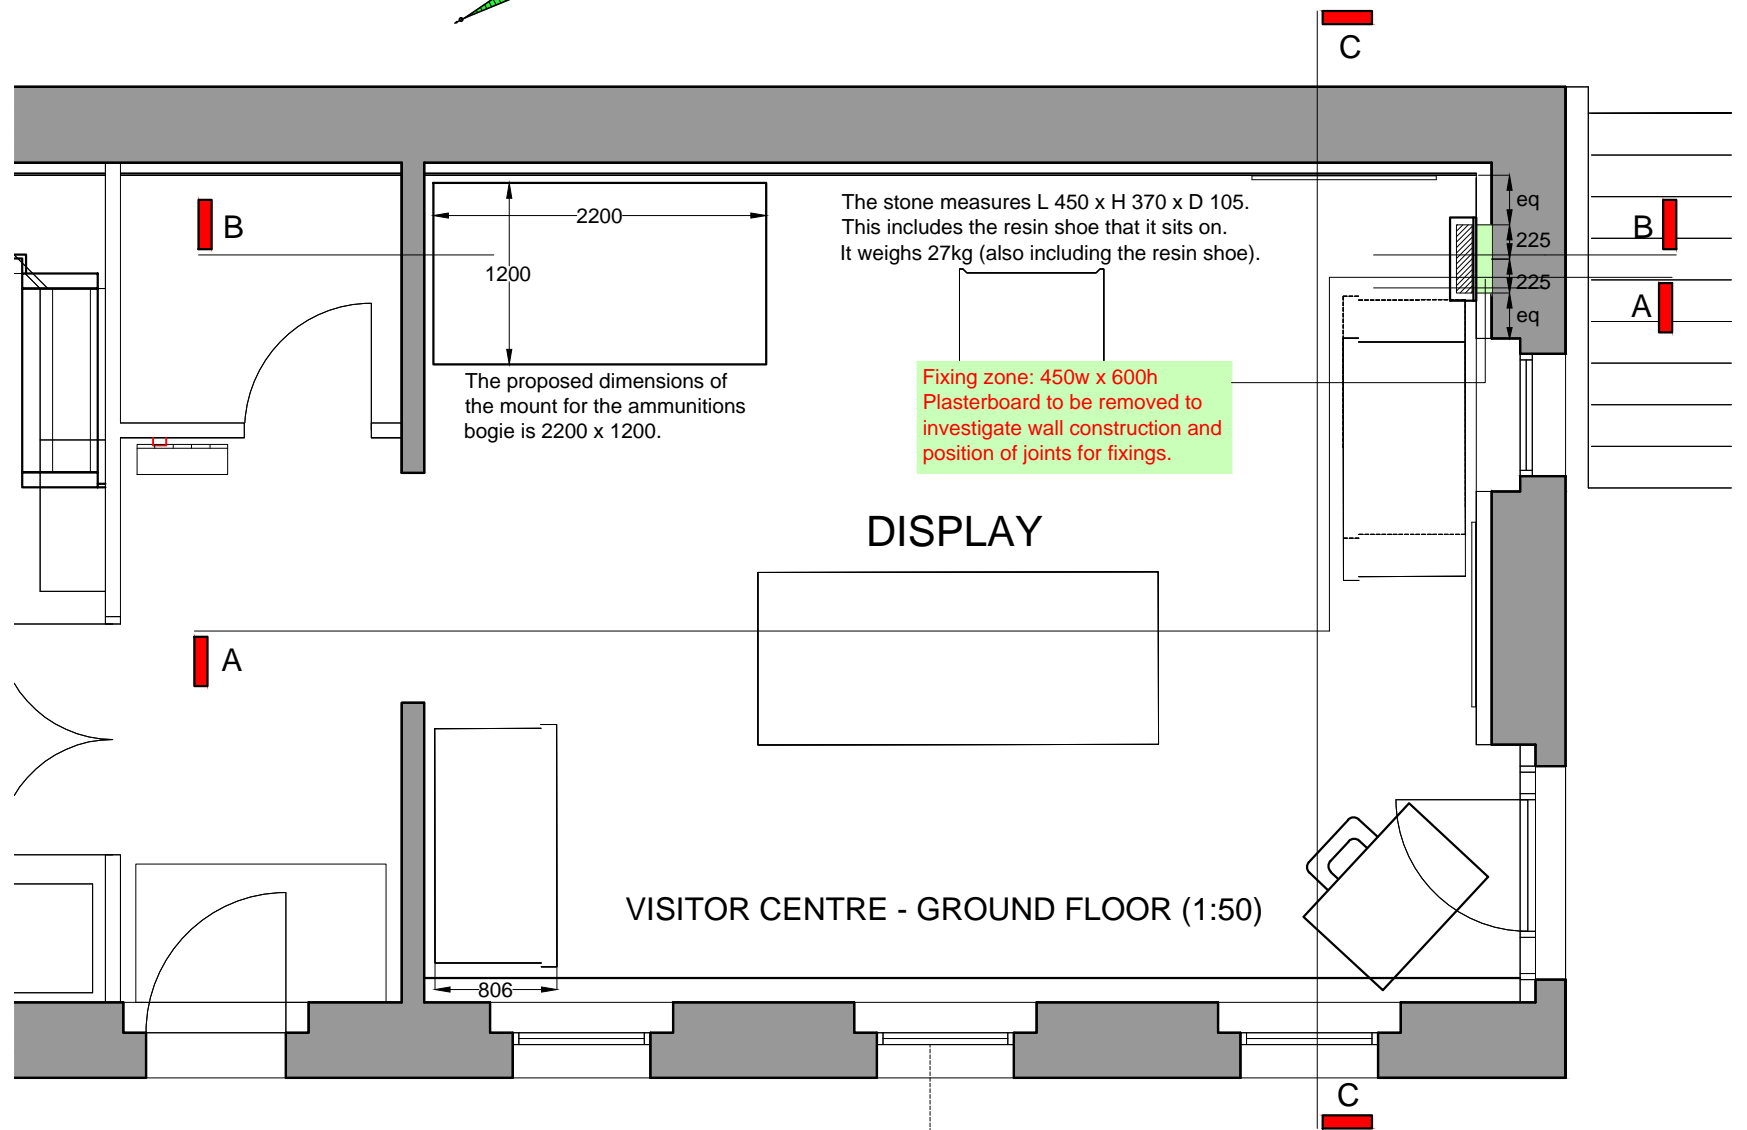 C
The stone measures L 450 x H 370 x D 105.
This includes the resin shoe that it sits on.
It weighs 27kg (also including the resin shoe).
2200
1200
B
eq
225
225
eq
B
A
The proposed dimensions of
the mount for the ammunitions
bogie is 2200 x 1200.
Fixing zone: 450w x 600h
Plasterboard to be removed to
investigate wall construction and
position of joints for fixings.
DISPLAY
A
VISITOR CENTRE - GROUND FLOOR (1:50)
806
C